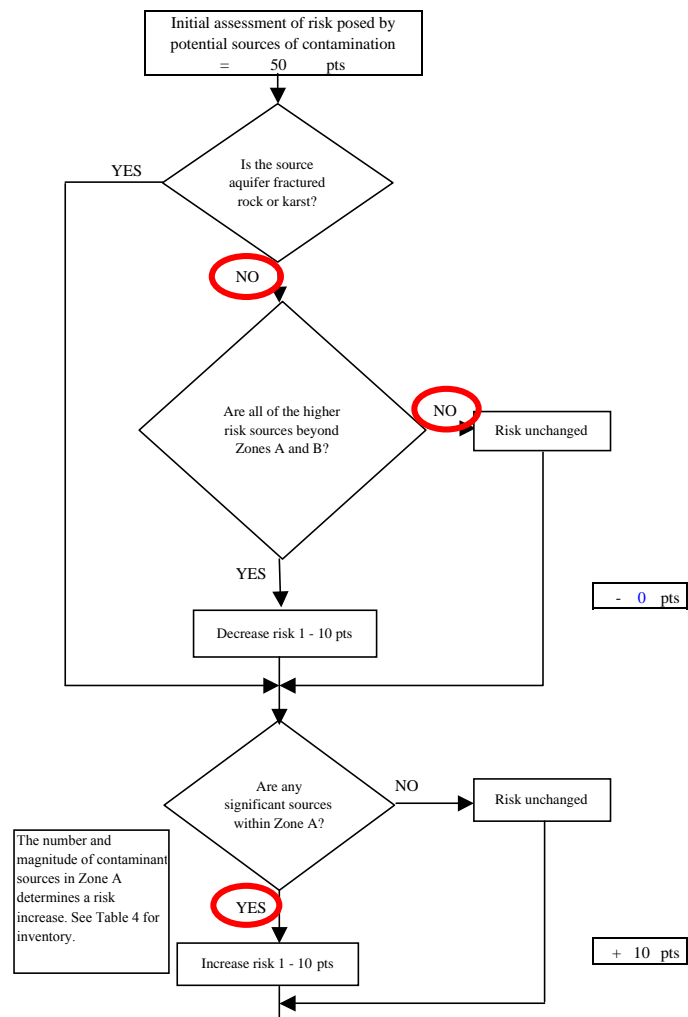 Initial assessment of risk posed by
potential sources of contamination
= 50 pts
YES
Is the source
aquifer fractured
rock or karst?
NO
Are all of the higher
risk sources beyond
Zones A and B?
NO
Risk unchanged
YES
- 0 pts
Decrease risk 1 - 10 pts
Are any
significant sources
within Zone A?
NO
Risk unchanged
The number and
magnitude of contaminant
sources in Zone A
determines a risk
increase. See Table 4 for
inventory.
YES
Increase risk 1 - 10 pts
+ 10 pts